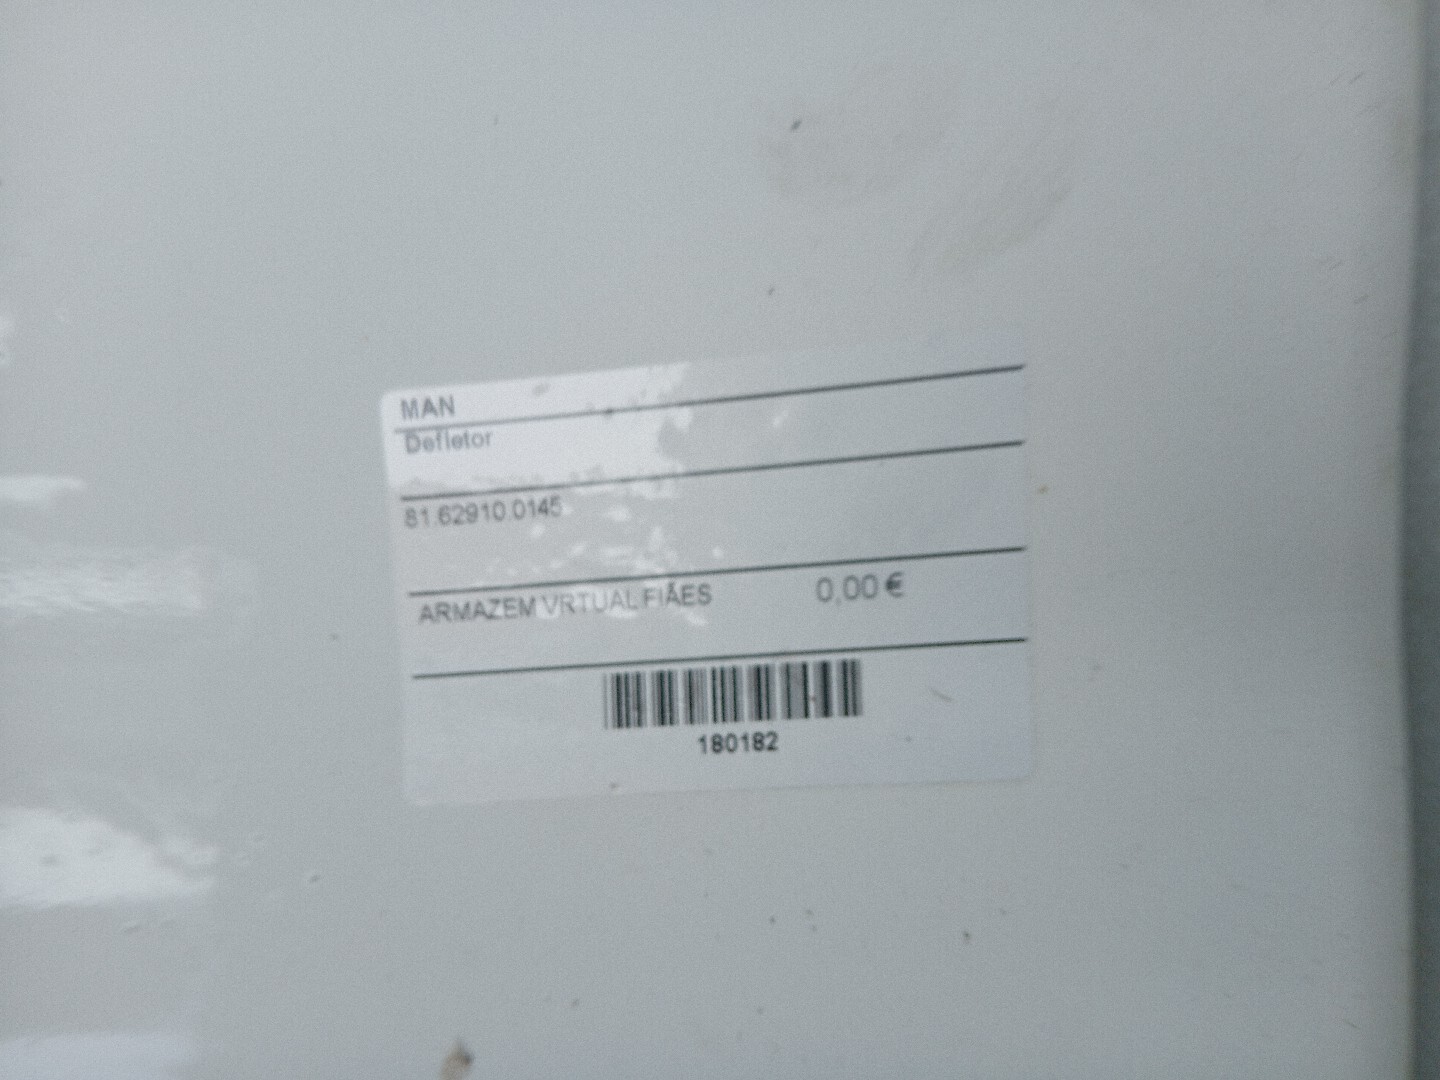 MAN
Defletor
81.62910.0145
ARMAZEM VRTUAL FIÃES 0,00 €
180182